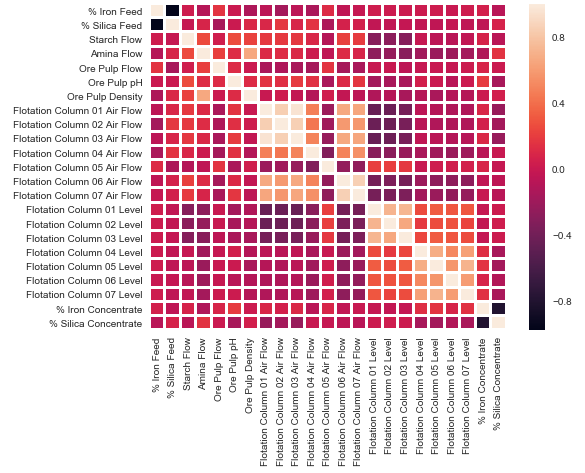 % Iron Feed
% Silica Feed
Starch Flow
Amina Flow
Ore Pulp Flow
Ore Pulp pH
Ore Pulp Density
Flotation Column 01 Air Flow
Flotation Column 02 Air Flow
Flotation Column 03 Air Flow
Flotation Column 04 Air Flow
Flotation Column 05 Air Flow
Flotation Column 06 Air Flow
Flotation Column 07 Air Flow
Flotation Column 01 Level
Flotation Column 02 Level
Flotation Column 03 Level
Flotation Column 04 Level
Flotation Column 05 Level
Flotation Column 06 Level
Flotation Column 07 Level
% Iron Concentrate
% Silica Concentrate
% Iron Feed
% Silica Feed
Starch Flow
Amina Flow
Ore Pulp Flow
Ore Pulp pH
Ore Pulp Density
Flotation Column 01 Air Flow
Flotation Column 02 Air Flow
Flotation Column 03 Air Flow
Flotation Column 04 Air Flow
Flotation Column 05 Air Flow
Flotation Column 06 Air Flow
Flotation Column 07 Air Flow
Flotation Column 01 Level
Flotation Column 02 Level
Flotation Column 03 Level
Flotation Column 04 Level
Flotation Column 05 Level
Flotation Column 06 Level
Flotation Column 07 Level
% Iron Concentrate
% Silica Concentrate
0.8
0.4
0.0
−0.4
−0.8